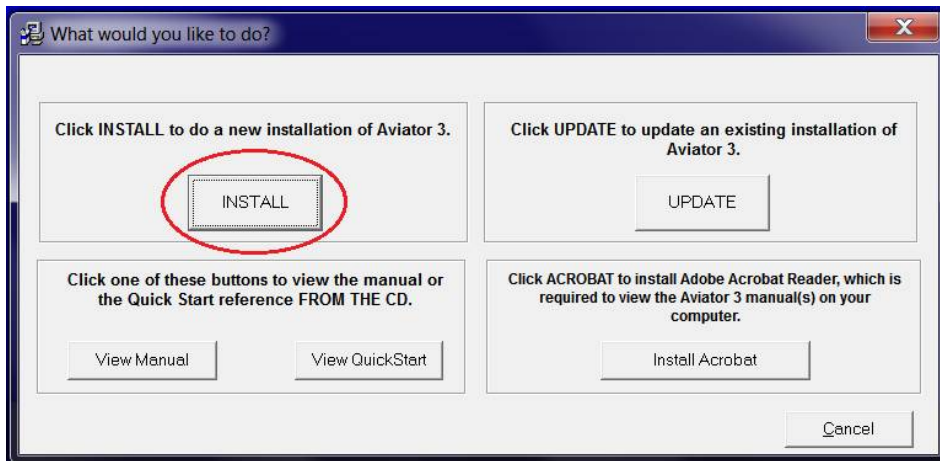 What would you like to do?
X
Click INSTALL to do a new installation of Aviator 3.
INSTALL
Click UPDATE to update an existing installation of
Aviator 3.
UPDATE
Click one of these buttons to view the manual or
the Quick Start reference FROM THE CD.
View Manual
View QuickStart
Click ACROBAT to install Adobe Acrobat Reader, which is
required to view the Aviator 3 manual(s) on your
computer.
Install Acrobat
Cancel